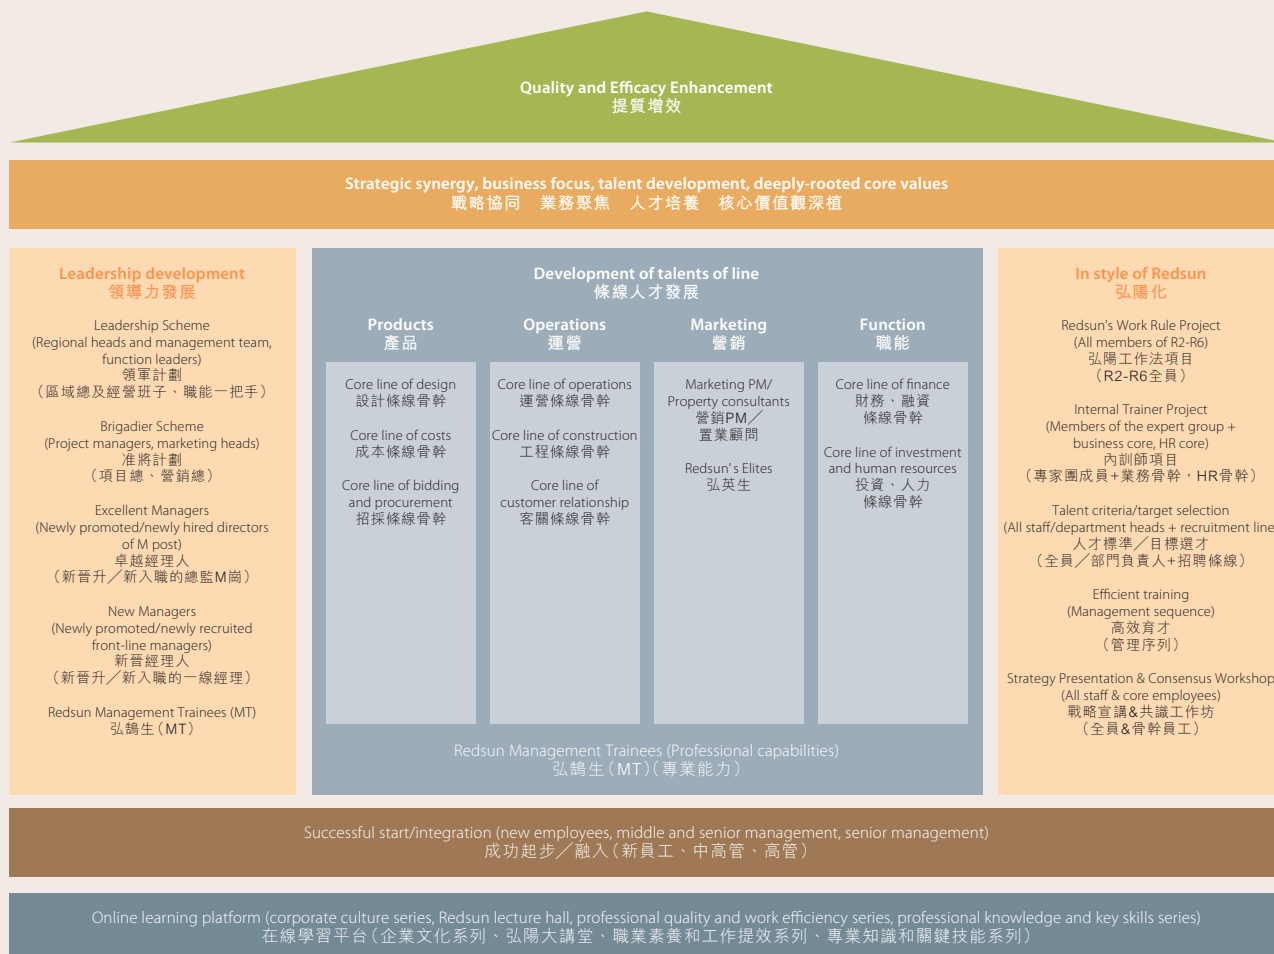 Quality and Efficacy Enhancement
提質增效
Strategic synergy, business focus, talent development, deeply-rooted core values
戰略協同 業務聚焦 人才培養 核心價值觀深植
Leadership development
領導力發展
Leadership Scheme
(Regional heads and management team,
function leaders)
領軍計劃
（區域總及經營班子、職能一把手）
Brigadier Scheme
(Project managers, marketing heads)
准將計劃
（項目總、營銷總）
Excellent Managers
(Newly promoted/newly hired directors
of M post)
卓越經理人
（新晉升／新入職的總監M崗）
New Managers
(Newly promoted/newly recruited
front-line managers)
新晉經理人
（新晉升／新入職的一線經理）
Redsun Management Trainees (MT)
弘鵠生（MT）
Development of talents of line
條線人才發展
Products
產品
Core line of design
設計條線骨幹
Core line of costs
成本條線骨幹
Core line of bidding
and procurement
招採條線骨幹
Operations
運營
Core line of operations
運營條線骨幹
Core line of construction
工程條線骨幹
Core line of
customer relationship
客關條線骨幹
Marketing
營銷
Marketing PM/
Property consultants
營銷PM／
置業顧問
Redsun's Elites
弘英生
Function
職能
Core line of finance
財務、融資
條線骨幹
Core line of investment
and human resources
投資、人力
條線骨幹
Redsun Management Trainees (Professional capabilities)
弘鵠生（MT）（專業能力）
In style of Redsun
弘陽化
Redsun's Work Rule Project
(All members of R2-R6)
弘陽工作法項目
（R2-R6全員）
Internal Trainer Project
(Members of the expert group +
business core, HR core)
內訓師項目
（專家團成員+業務骨幹，HR骨幹）
Talent criteria/target selection
(All staff/department heads + recruitment line
人才標準／目標選才
（全員／部門負責人+招聘條線）
Efficient training
(Management sequence)
高效育才
（管理序列）
Strategy Presentation & Consensus Workshop
(All staff & core employees)
戰略宣講&共識工作坊
（全員&骨幹員工）
Successful start/integration (new employees, middle and senior management, senior management)
成功起步／融入（新員工、中高管、高管）
Online learning platform (corporate culture series, Redsun lecture hall, professional quality and work efficiency series, professional knowledge and key skills series)
在線學習平台（企業文化系列、弘陽大講堂、職業素養和工作提效系列、專業知識和關鍵技能系列）